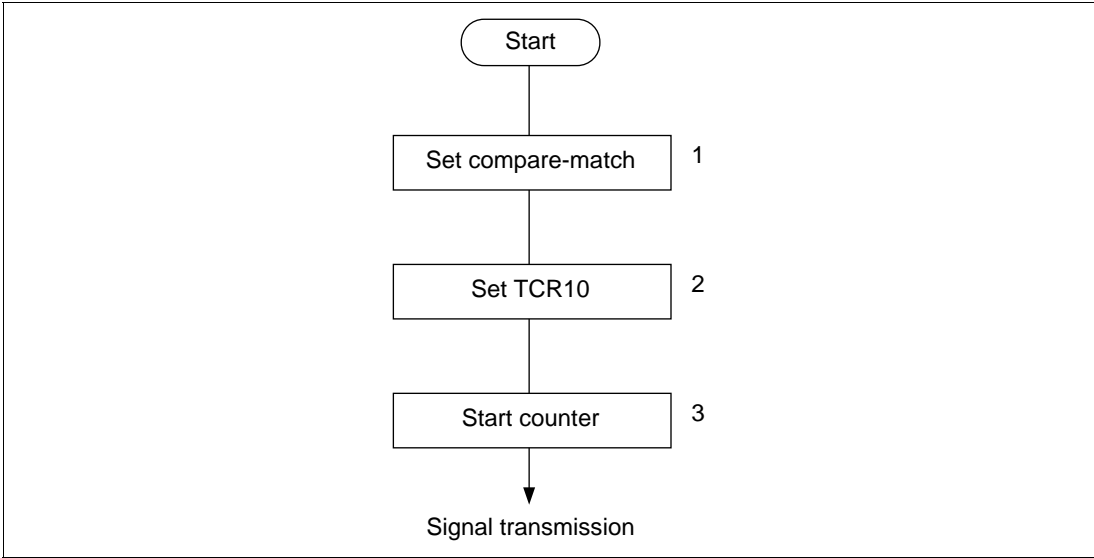 Start
Set compare-match 1
Set TCR10 2
Start counter 3
Signal transmission